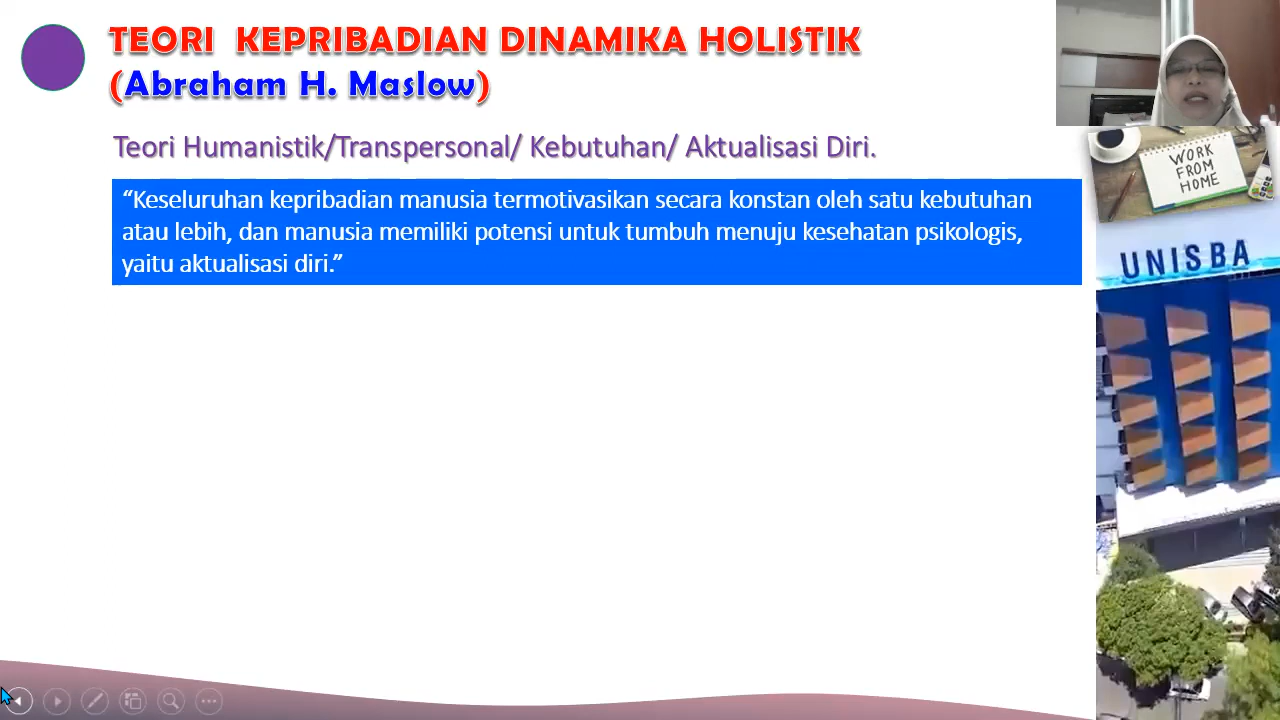 TEORI KEPRIBADIAN DINAMIKA HOLISTIK
(Abraham H. Maslow)
Teori Humanistik/Transpersonal/ Kebutuhan/ Aktualisasi Diri.
“Keseluruhan kepribadian manusia termotivasikan secara konstan oleh satu kebutuhan
atau lebih, dan manusia memiliki potensi untuk tumbuh menuju kesehatan psikologis,
yaitu aktualisasi diri.”
WORK
FROM
HOME
UNISBA